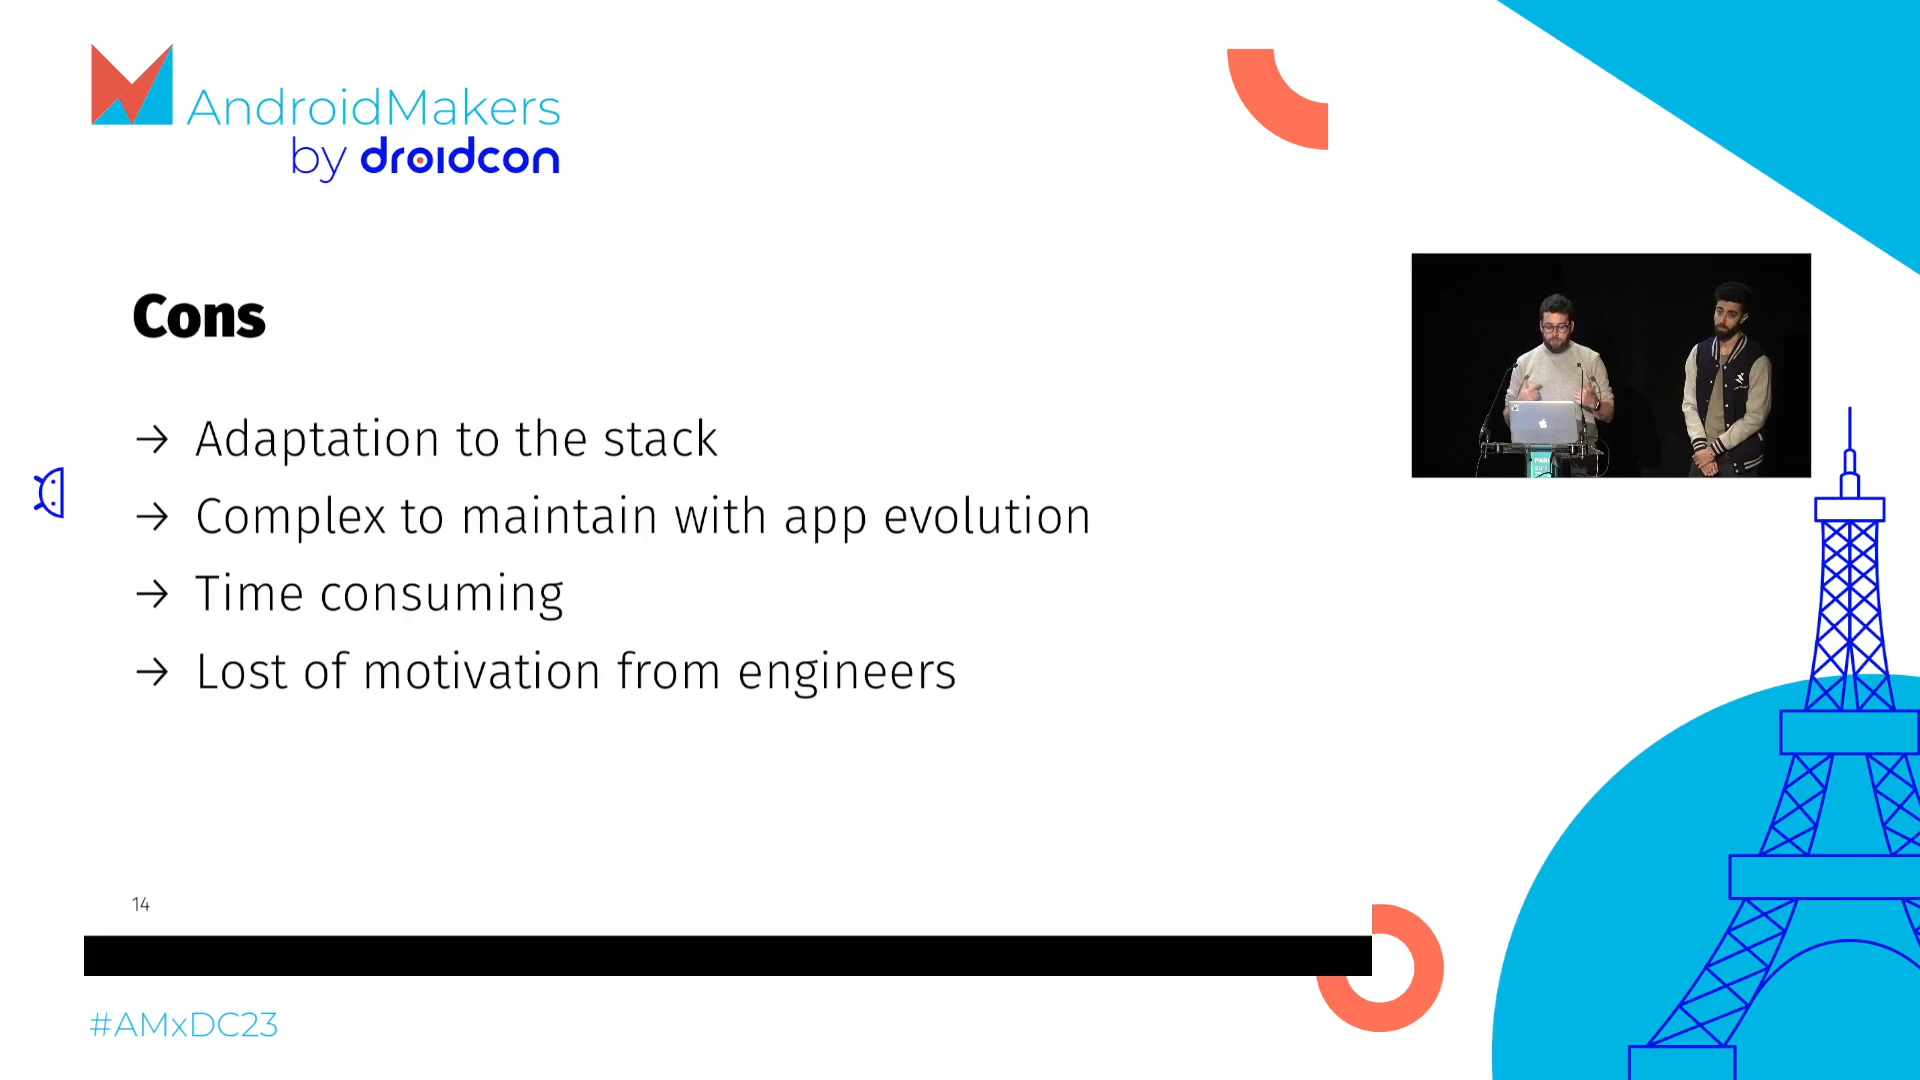 AndroidMakers
by droidcon
Cons
→ Adaptation to the stack
→ Complex to maintain with app evolution
→ Time consuming
→ Lost of motivation from engineers
14
#AMxDC23